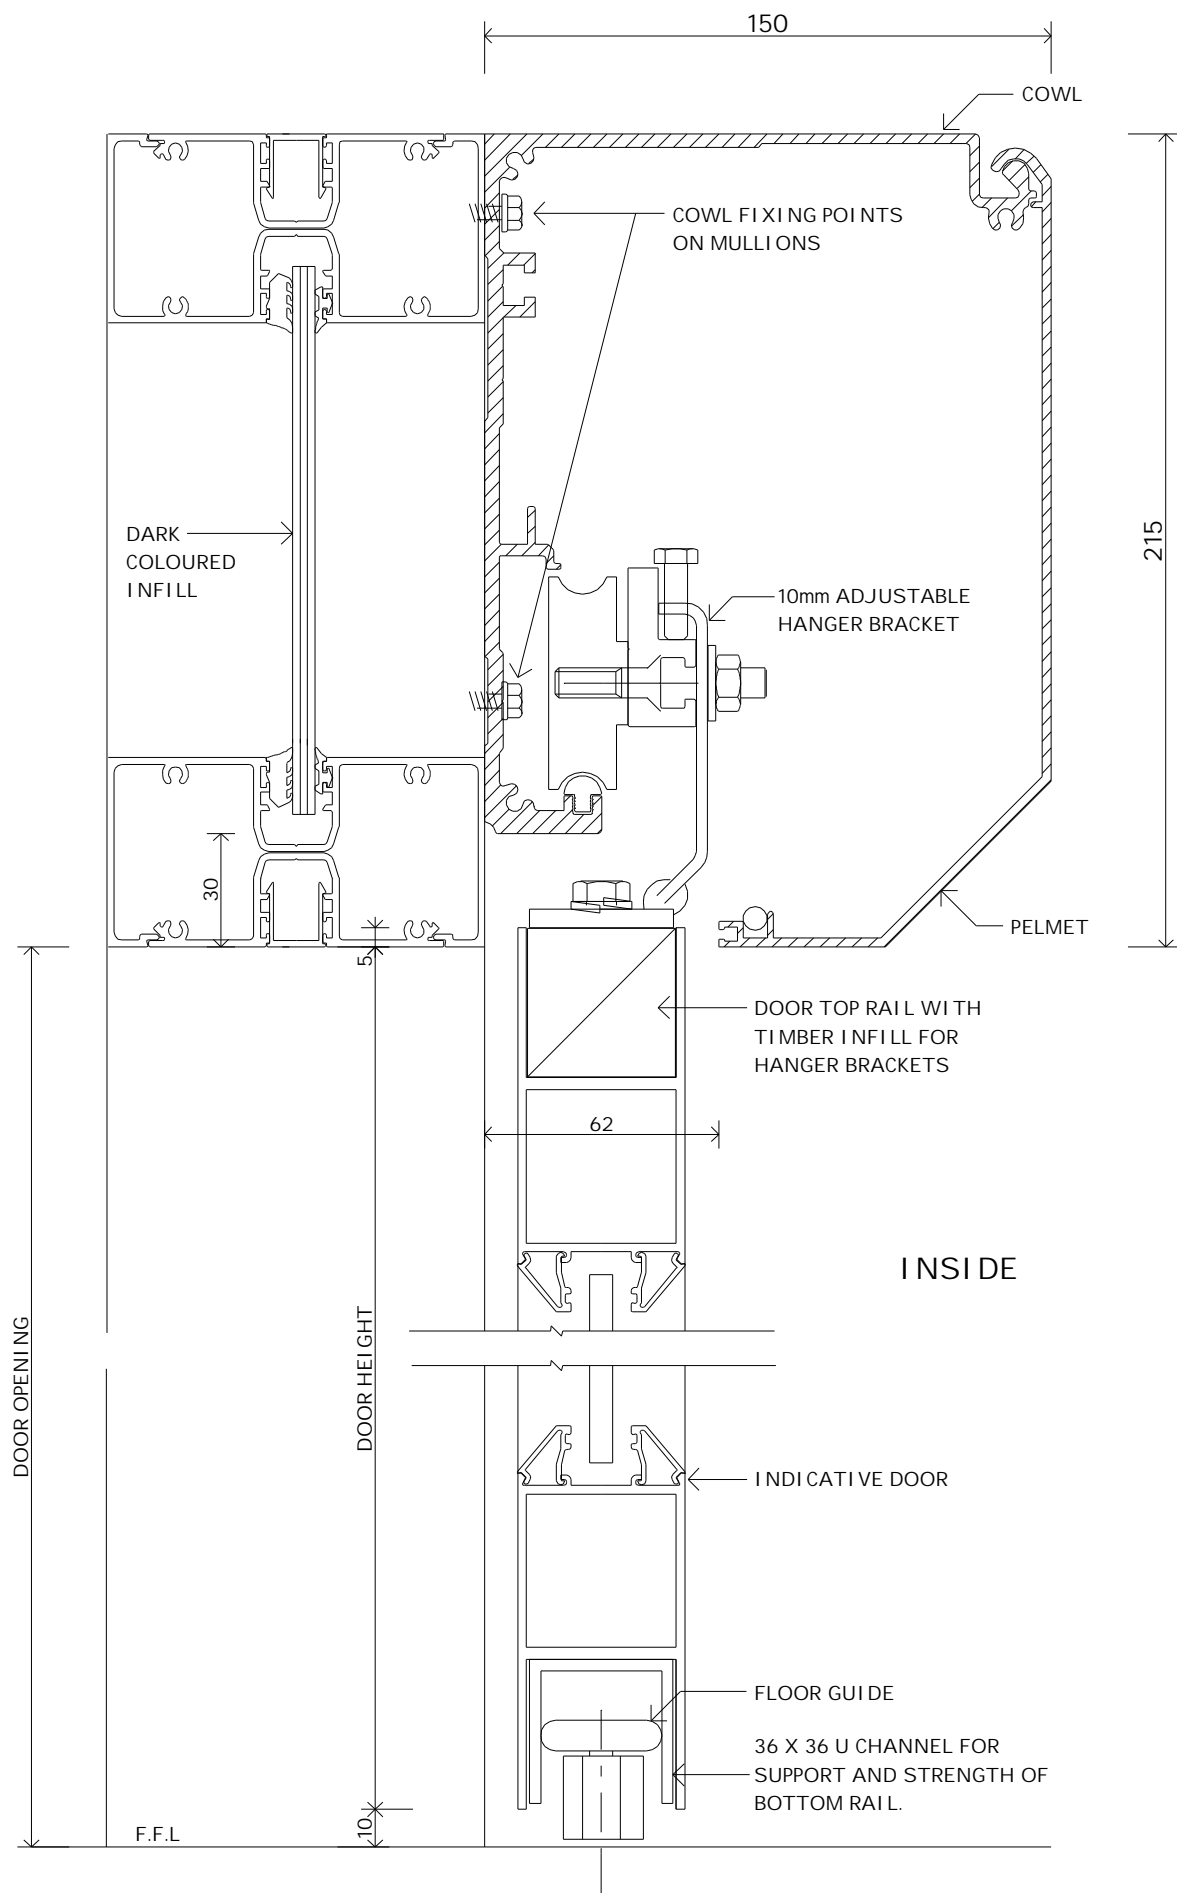 150
COWL
COWL FIXING POINTS
ON MULLIONS
215
DARK
COLOURED
INFILL
10mm ADJUSTABLE
HANGER BRACKET
30
5
PELMET
DOOR TOP RAIL WITH
TIMBER INFILL FOR
HANGER BRACKETS
62
INSIDE
DOOR OPENING
DOOR HEIGHT
INDICATIVE DOOR
FLOOR GUIDE
36 X 36 U CHANNEL FOR
SUPPORT AND STRENGTH OF
BOTTOM RAIL.
10
F.F.L